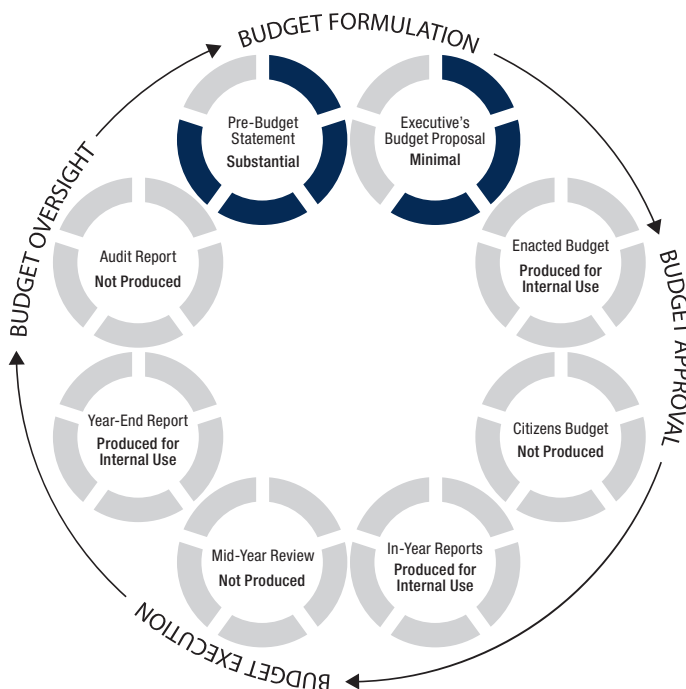 BUDGET FORMULATION
Pre-Budget
Statement
Substantial
Executive's
Budget Proposal
Minimal
Enacted Budget
Produced for
Internal Use
BUDGET APPROVAL
Citizens Budget
Not Produced
In-Year Reports
Produced for
Internal Use
Mid-Year Review
Not Produced
BUDGET EXECUTION
Year-End Report
Produced for
Internal Use
Audit Report
Not Produced
BUDGET OVERSIGHT